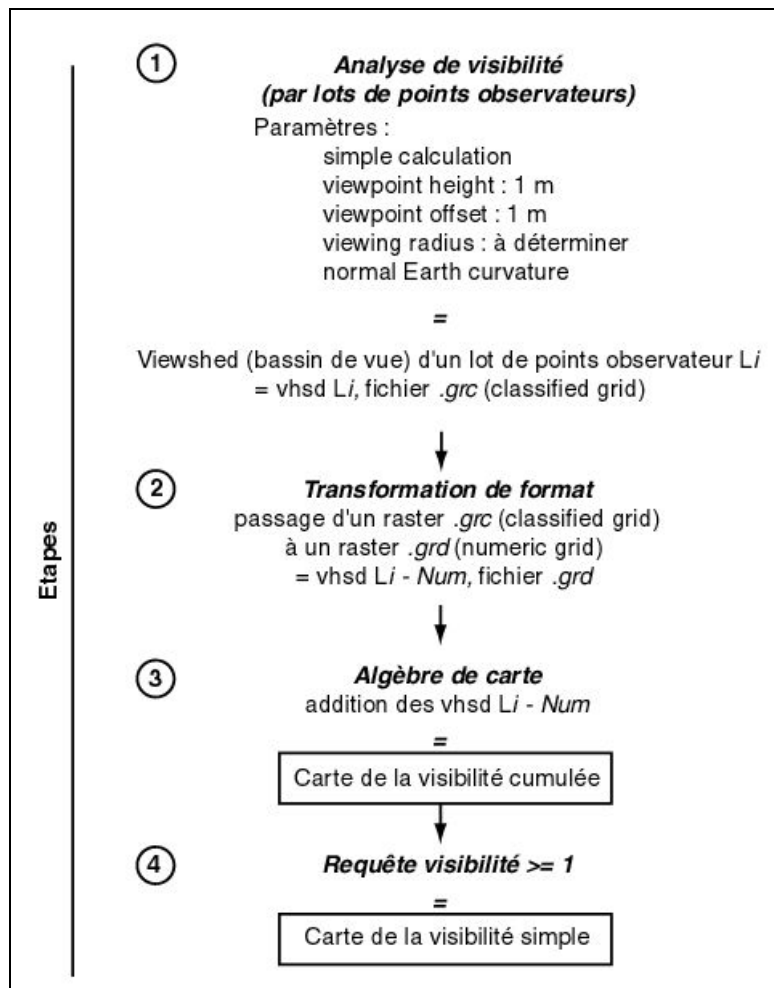 Etapes
1
Analyse de visibilité
(par lots de points observateurs)
Paramètres :
simple calculation
viewpoint height : 1 m
viewpoint offset : 1 m
viewing radius : à déterminer
normal Earth curvature
=
Viewshed (bassin de vue) d'un lot de points observateur Li
= vhsd Li, fichier .grc (classified grid)
2
Transformation de format
passage d'un raster .grc (classified grid)
à un raster .grd (numeric grid)
= vhsd Li - Num, fichier .grd
3
Algèbre de carte
addition des vhsd Li - Num
=
Carte de la visibilité cumulée
4
Requête visibilité >= 1
=
Carte de la visibilité simple